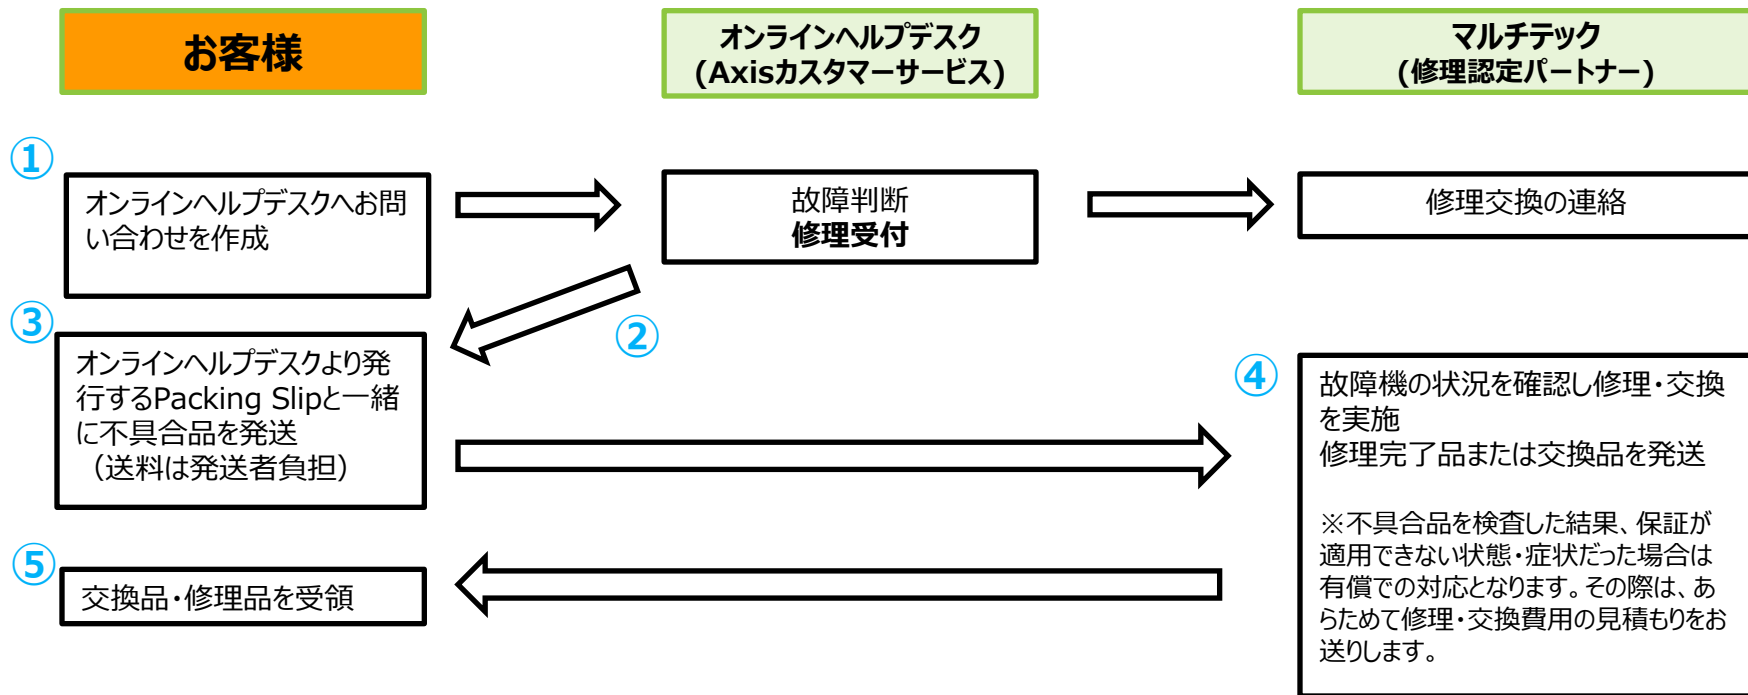 お客様
オンラインヘルプデスク
(Axisカスタマーサービス)
マルチテック
(修理認定パートナー)
①
オンラインヘルプデスクへお問
い合わせを作成
故障判断
修理受付
修理交換の連絡
②
③
オンラインヘルプデスクより発
行するPacking Slipと一緒
に不具合品を発送
（送料は発送者負担）
④
故障機の状況を確認し修理・交換
を実施
修理完了品または交換品を発送
※不具合品を検査した結果、保証が
適用できない状態・症状だった場合は
有償での対応となります。その際は、あ
らためて修理・交換費用の見積もりをお
送りします。
⑤
交換品・修理品を受領